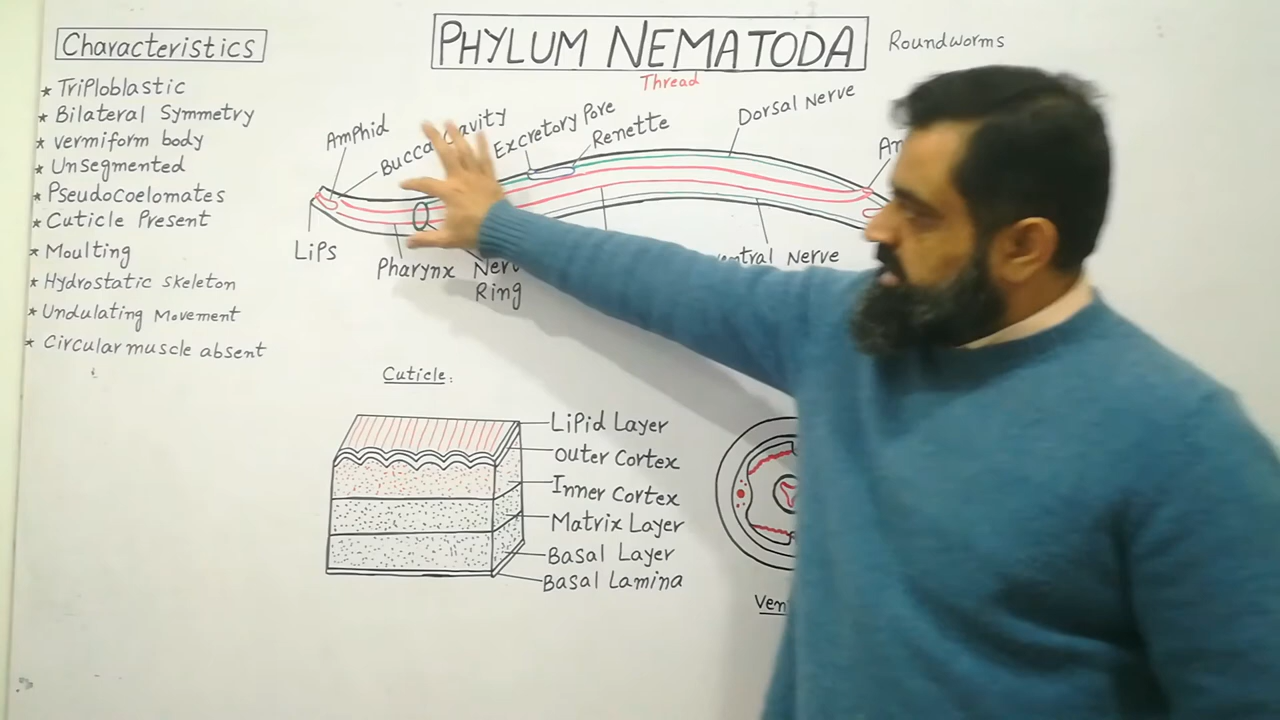 Characteristics
PHYLUM NEMATODA
Roundworms
Thread
* Triploblastic
* Bilateral Symmetry
* vermiform body
* UnSegmented
* Pseudocoelomates
* Cuticle Present
* Moulting
* Hydrostatic skeleton
* Undulating Movement
* Circular muscle absent
Amphid
Excretory Pore
Renette
Dorsal Nerve
Lips
Pharynx
Ring
Nerve
Cuticle:
Lipid Layer
Outer Cortex
Inner Cortex
Matrix Layer
Basal Layer
Basal Lamina